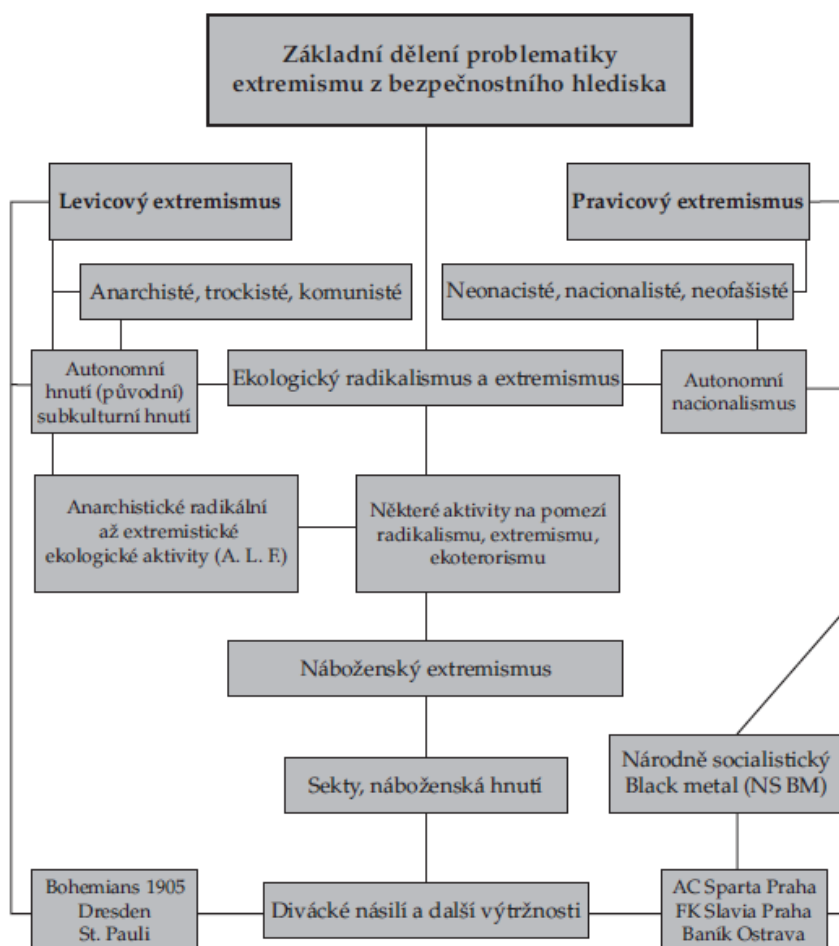 Základní dělení problematiky
extremismu z bezpečnostního hlediska
Levicový extremismus
Pravicový extremismus
Anarchisté, trockisté, komunisté
Neonacisté, nacionalisté, neofašisté
Autonomní
hnutí (původní)
subkulturní hnutí
Ekologický radikalismus a extremismus
Autonomní
nacionalismus
Anarchistické radikální
až extremistické
ekologické aktivity (A. L. F.)
Některé aktivity na pomezí
radikalismu, extremismu,
ekoterorismu
Náboženský extremismus
Sekty, náboženská hnutí
Národně socialistický
Black metal (NS BM)
Bohemians 1905
Dresden
St. Pauli
Divácké násilí a další výtržnosti
AC Sparta Praha
FK Slavia Praha
Baník Ostrava